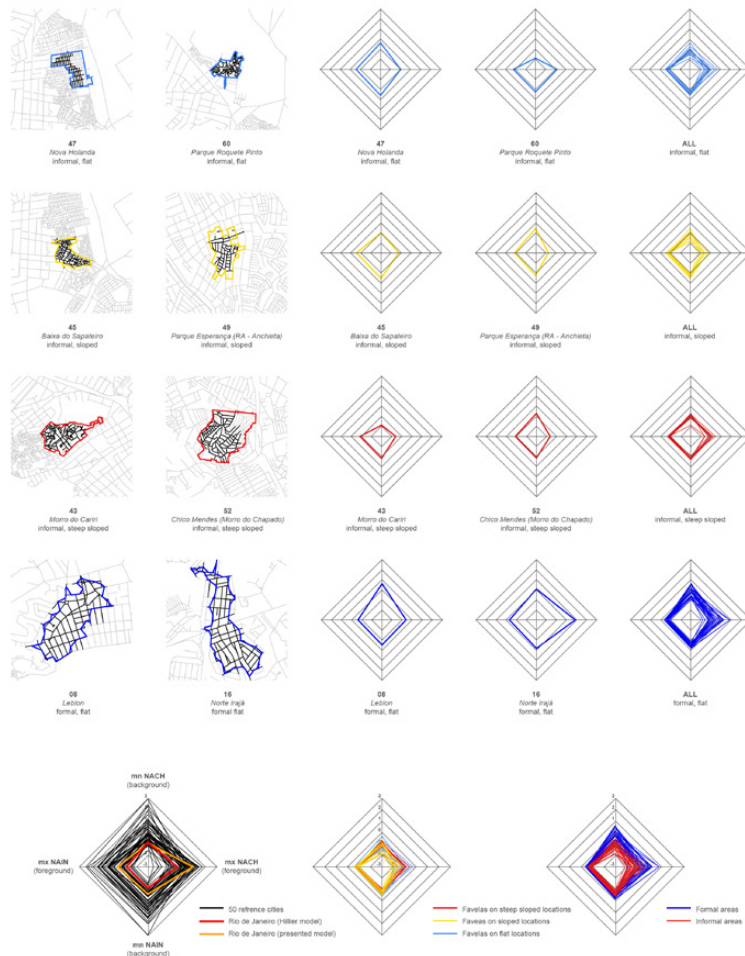 47
Nova Holanda
informal, flat
60
Parque Roquete Pinto
informal, flat
47
Nova Holanda
informal, flat
60
Parque Roquete Pinto
informal, flat
ALL
informal, flat
45
Baixa do Sapateiro
informal, sloped
49
Parque Esperança (RA - Anchieta)
informal, sloped
45
Baixa do Sapateiro
informal, sloped
49
Parque Esperança (RA - Anchieta)
informal, sloped
ALL
informal, sloped
43
Morro do Cariri
informal, steep sloped
52
Chico Mendes (Morro do Chapado)
informal, steep sloped
43
Morro do Cariri
informal, steep sloped
52
Chico Mendes (Morro do Chapado)
informal, steep sloped
ALL
informal, sleep sloped
08
Leblon
formal, flat
16
Norte Irajá
formal flat
08
Leblon
formal, flat
16
Norte Irajá
formal, flat
ALL
formal, flat
mn NACH
(background)
mx NAIN
(foreground)
mx NACH
(foreground)
mn NAIN
(background)
50 refrence cities
Rio de Janeiro (Hillier model)
Rio de Janeiro (presented model)
Favelas on steep sloped locations
Faveas on sloped locations
Favelas on flat locations
Formal areas
Informal areas